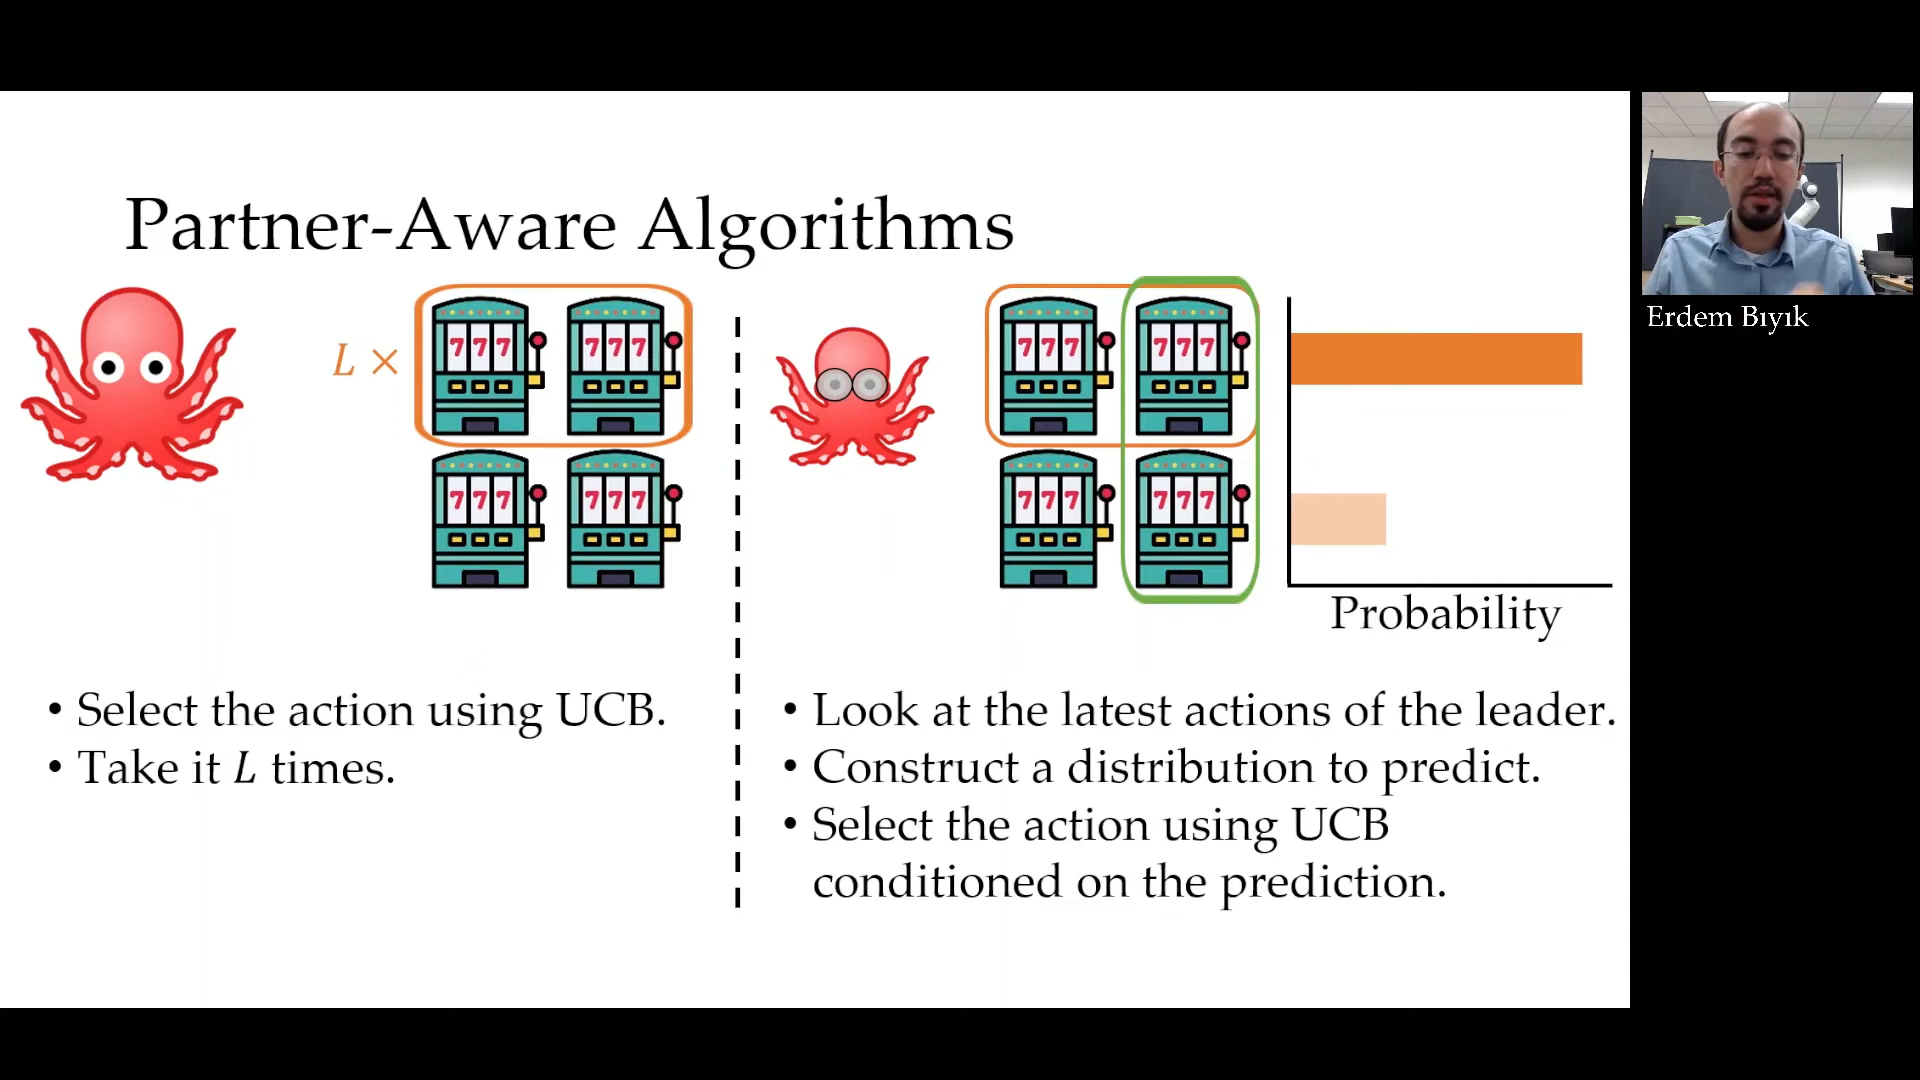 Partner-Aware Algorithms
L ×
777 777
777 777
777 777
777 777
Probability
• Select the action using UCB.
• Take it L times.
• Look at the latest actions of the leader.
• Construct a distribution to predict.
• Select the action using UCB
conditioned on the prediction.
Erdem Bıyık